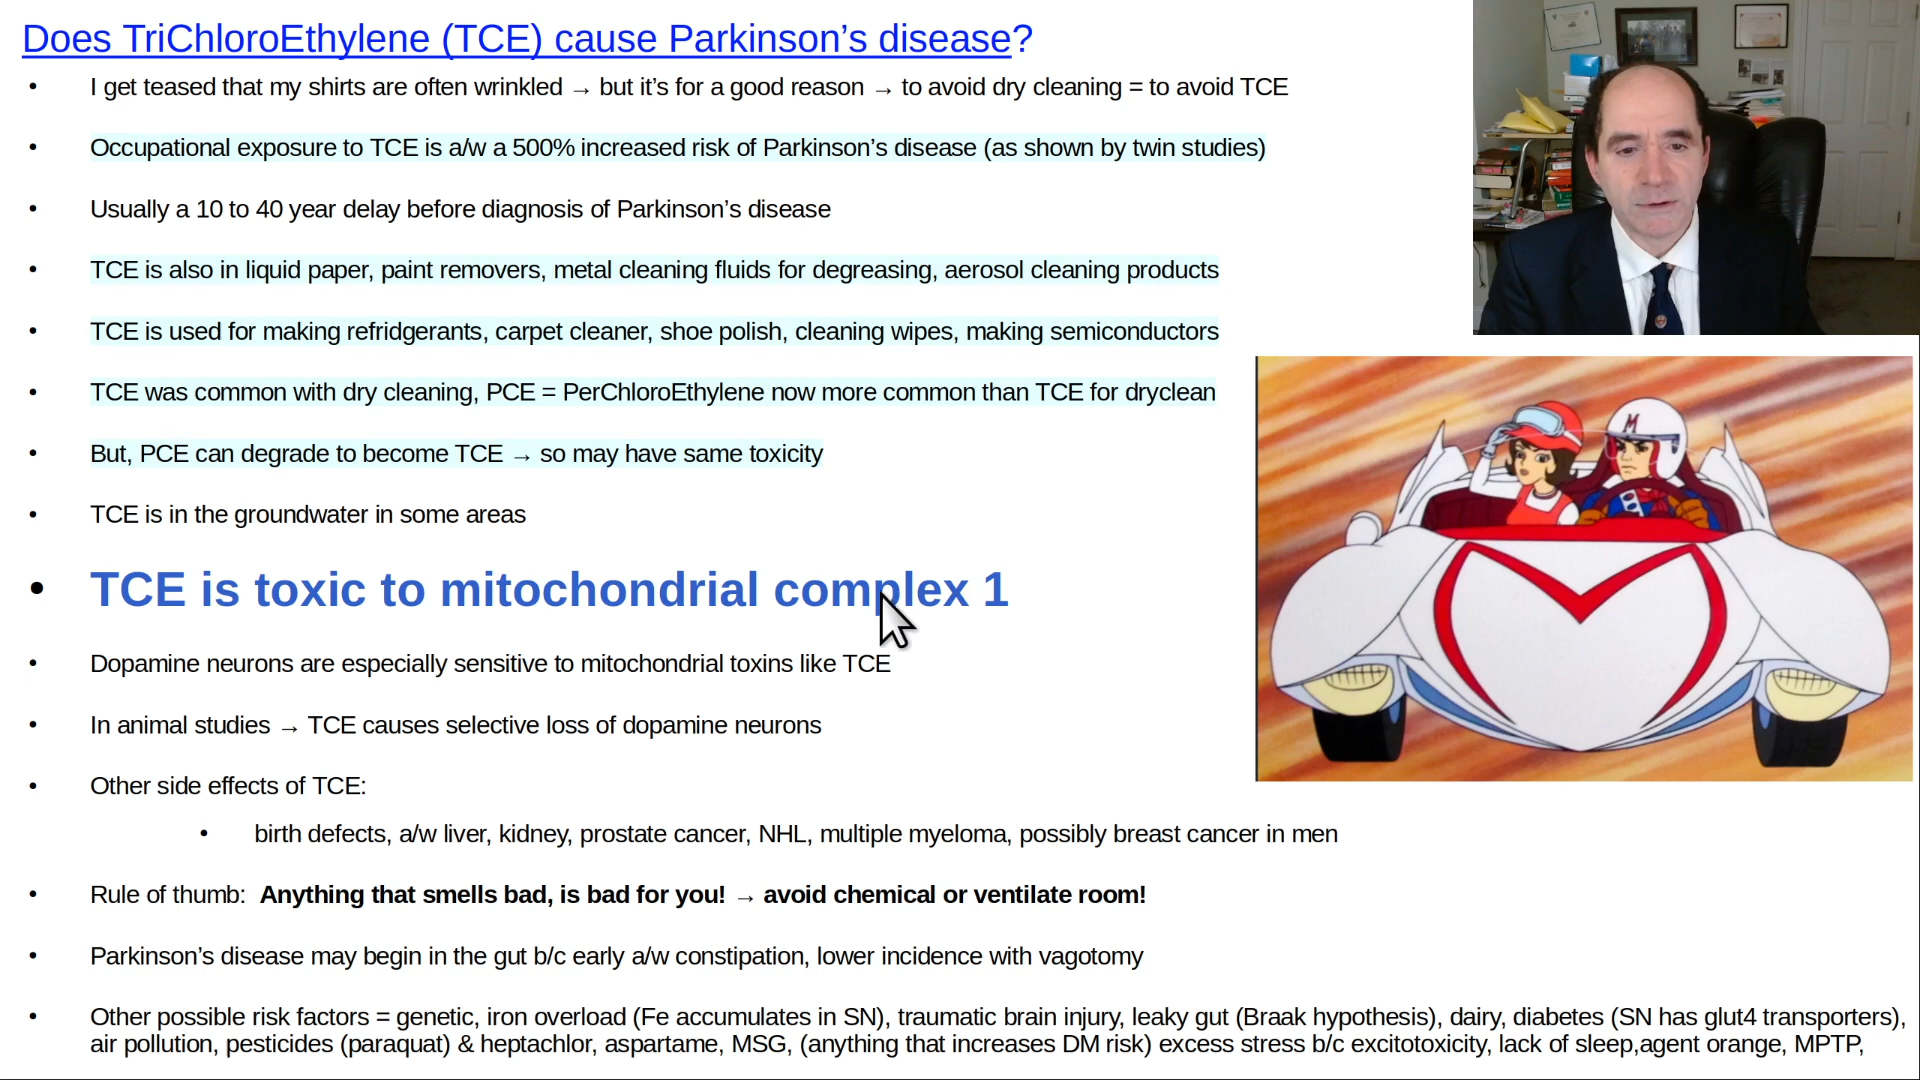 Does TriChloroEthylene (TCE) cause Parkinson's disease?
• I get teased that my shirts are often wrinkled → but it's for a good reason → to avoid dry cleaning = to avoid TCE
• Occupational exposure to TCE is a/w a 500% increased risk of Parkinson's disease (as shown by twin studies)
• Usually a 10 to 40 year delay before diagnosis of Parkinson's disease
• TCE is also in liquid paper, paint removers, metal cleaning fluids for degreasing, aerosol cleaning products
• TCE is used for making refridgerants, carpet cleaner, shoe polish, cleaning wipes, making semiconductors
• TCE was common with dry cleaning, PCE = PerChloroEthylene now more common than TCE for dryclean
• But, PCE can degrade to become TCE → so may have same toxicity
• TCE is in the groundwater in some areas
• TCE is toxic to mitochondrial complex 1
• Dopamine neurons are especially sensitive to mitochondrial toxins like TCE
• In animal studies → TCE causes selective loss of dopamine neurons
• Other side effects of TCE:
• birth defects, a/w liver, kidney, prostate cancer, NHL, multiple myeloma, possibly breast cancer in men
• Rule of thumb: Anything that smells bad, is bad for you! → avoid chemical or ventilate room!
• Parkinson's disease may begin in the gut b/c early a/w constipation, lower incidence with vagotomy
• Other possible risk factors = genetic, iron overload (Fe accumulates in SN), traumatic brain injury, leaky gut (Braak hypothesis), dairy, diabetes (SN has glut4 transporters),
air pollution, pesticides (paraquat) & heptachlor, aspartame, MSG, (anything that increases DM risk) excess stress b/c excitotoxicity, lack of sleep,agent orange, MPTP,
M